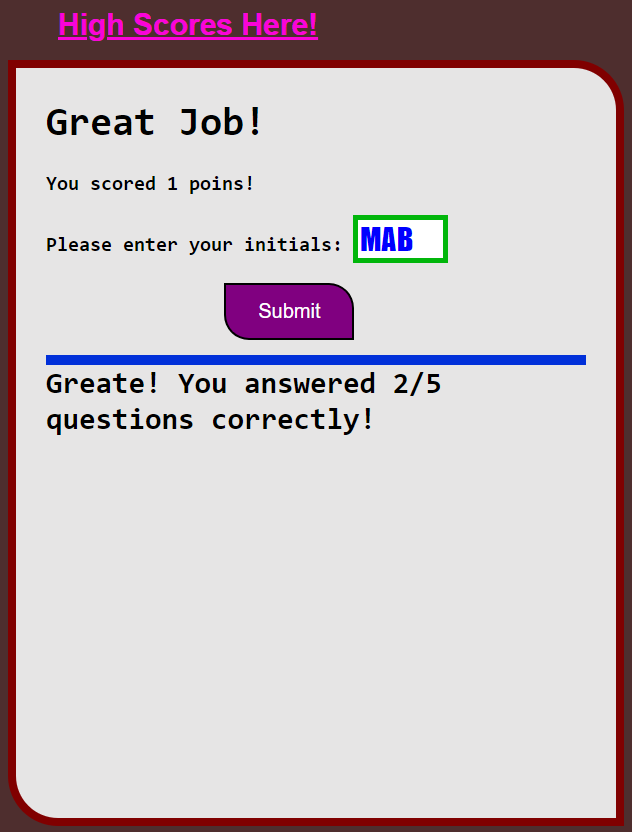 High Scores Here!
Great Job!
You scored 1 poins!
Please enter your initials: MAB
Submit
Greate! You answered 2/5
questions correctly!